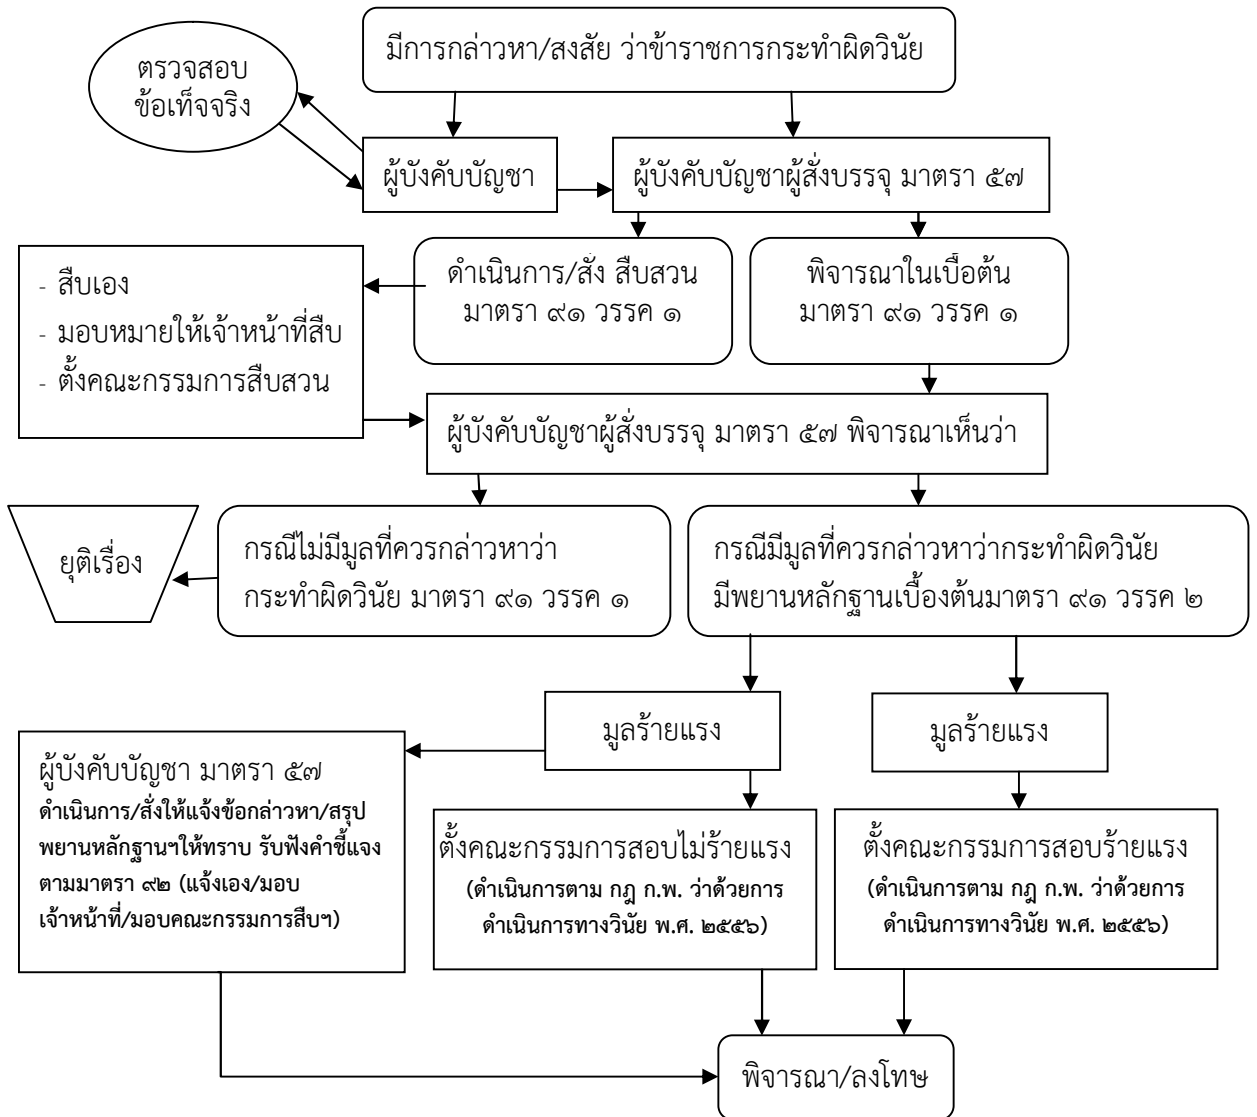 มีการกล่าวหา/สงสัย ว่าข้าราชการกระทำผิดวินัย
ตรวจสอบ
ข้อเท็จจริง
ผู้บังคับบัญชา
ผู้บังคับบัญชาผู้สั่งบรรจุ มาตรา ๕๗
- สืบเอง
- มอบหมายให้เจ้าหน้าที่สืบ
- ตั้งคณะกรรมการสืบสวน
ดำเนินการ/สั่ง สืบสวน
มาตรา ๙๑ วรรค ๑
พิจารณาในเบื้อต้น
มาตรา ๙๑ วรรค ๑
ผู้บังคับบัญชาผู้สั่งบรรจุ มาตรา ๕๗ พิจารณาเห็นว่า
ยุติเรื่อง
กรณีไม่มีมูลที่ควรกล่าวหาว่า
กระทำผิดวินัย มาตรา ๙๑ วรรค ๑
กรณีมีมูลที่ควรกล่าวหาว่ากระทำผิดวินัย
มีพยานหลักฐานเบื้องต้นมาตรา ๙๑ วรรค ๒
มูลร้ายแรง
มูลร้ายแรง
ผู้บังคับบัญชา มาตรา ๕๗
ดำเนินการ/สั่งให้แจ้งข้อกล่าวหา/สรุป
พยานหลักฐานฯให้ทราบ รับฟังคำชี้แจง
ตามมาตรา ๙๒ (แจ้งเอง/มอบ
เจ้าหน้าที่/มอบคณะกรรมการสืบฯ)
ตั้งคณะกรรมการสอบไม่ร้ายแรง
(ดำเนินการตาม กฎ ก.พ. ว่าด้วยการ
ดำเนินการทางวินัย พ.ศ. ๒๕๕๖)
ตั้งคณะกรรมการสอบร้ายแรง
(ดำเนินการตาม กฎ ก.พ. ว่าด้วยการ
ดำเนินการทางวินัย พ.ศ. ๒๕๕๖)
พิจารณา/ลงโทษ